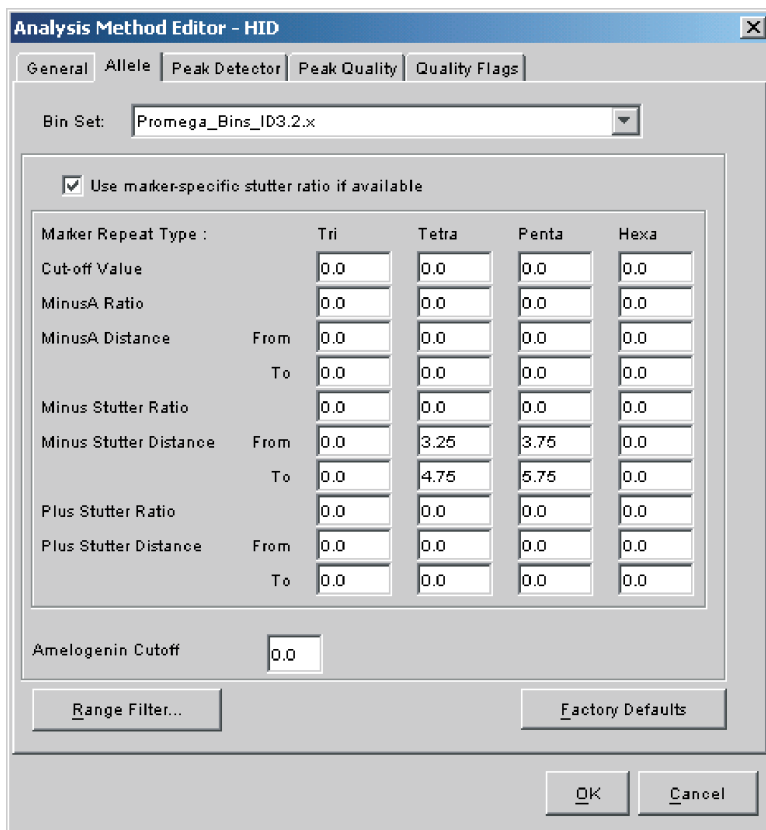 Analysis Method Editor - HID
General Allele Peak Detector Peak Quality Quality Flags
Bin Set: Promega_Bins_ID3.2.x
Use marker-specific stutter ratio if available
Marker Repeat Type : Tri Tetra Penta Hexa
Cut-off Value 0.0 0.0 0.0 0.0
MinusA Ratio 0.0 0.0 0.0 0.0
MinusA Distance From 0.0 0.0 0.0 0.0
To 0.0 0.0 0.0 0.0
Minus Stutter Ratio 0.0 0.0 0.0 0.0
Minus Stutter Distance From 0.0 3.25 3.75 0.0
To 0.0 4.75 5.75 0.0
Plus Stutter Ratio 0.0 0.0 0.0 0.0
Plus Stutter Distance From 0.0 0.0 0.0 0.0
To 0.0 0.0 0.0 0.0
Amelogenin Cutoff 0.0
Range Filter... Factory Defaults
OK Cancel